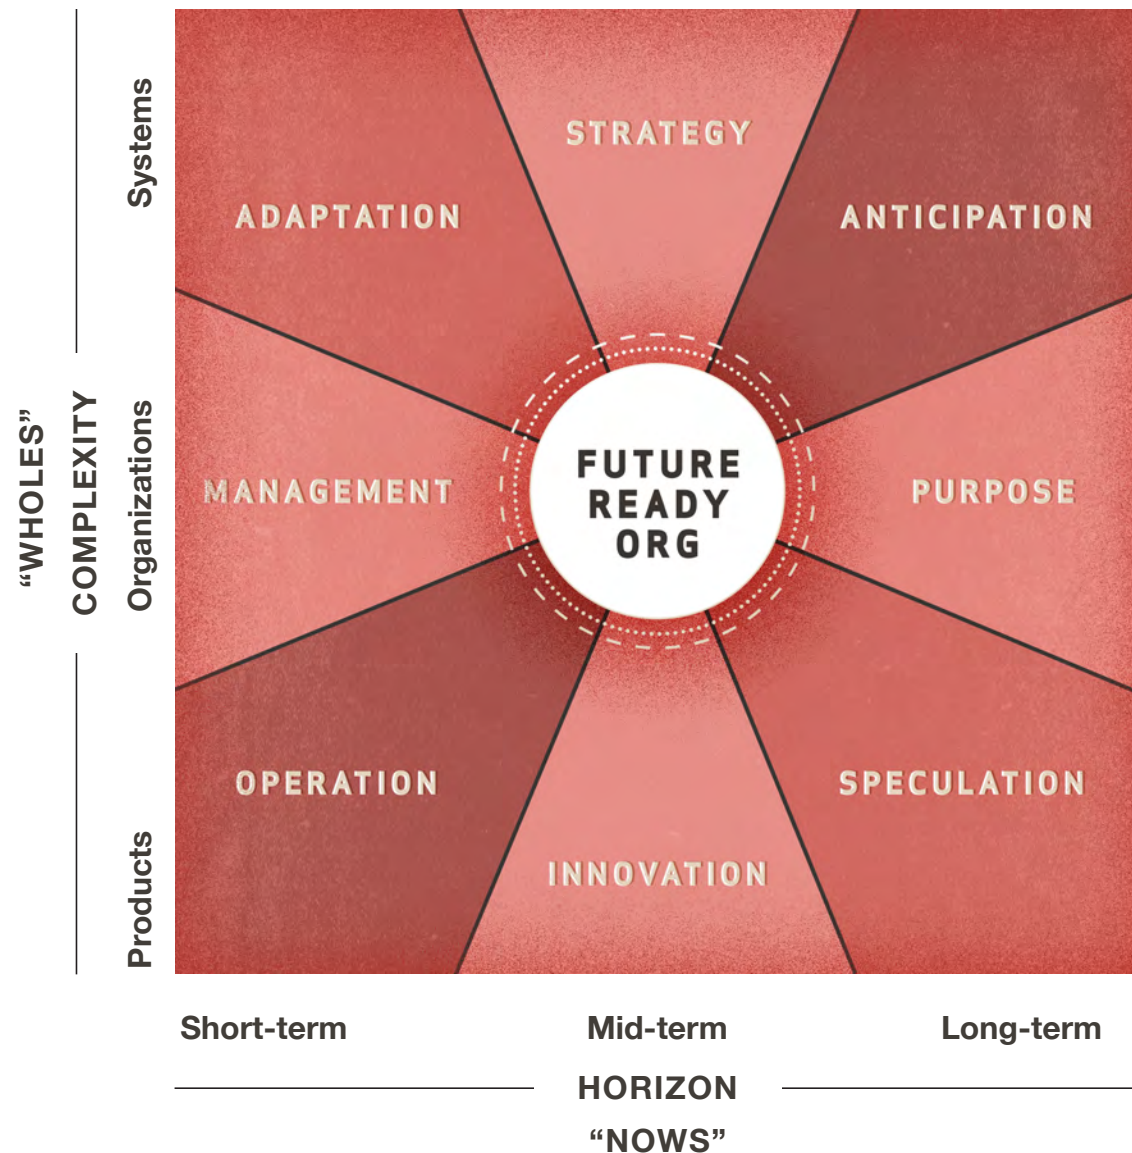 Systems
Organizations
Products
“WHOLES”
COMPLEXITY
STRATEGY
ADAPTATION
ANTICIPATION
MANAGEMENT
FUTURE
READY
ORG
PURPOSE
OPERATION
SPECULATION
INNOVATION
Short-term
Mid-term
Long-term
HORIZON
“NOWS”